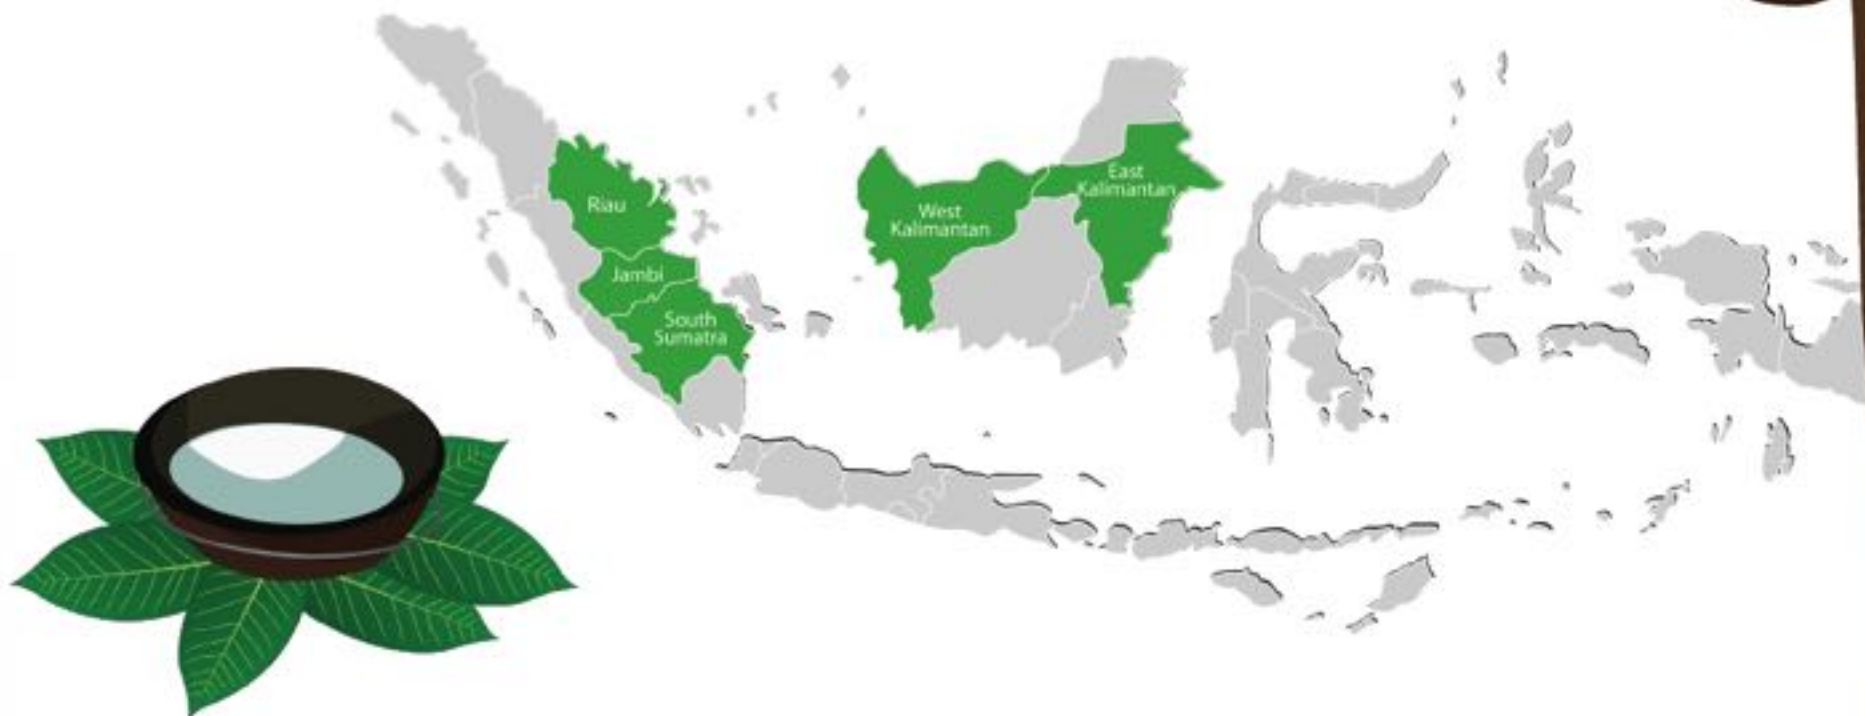 Riau
Jambi
South
Sumatra
West
Kalimantan
East
Kalimantan